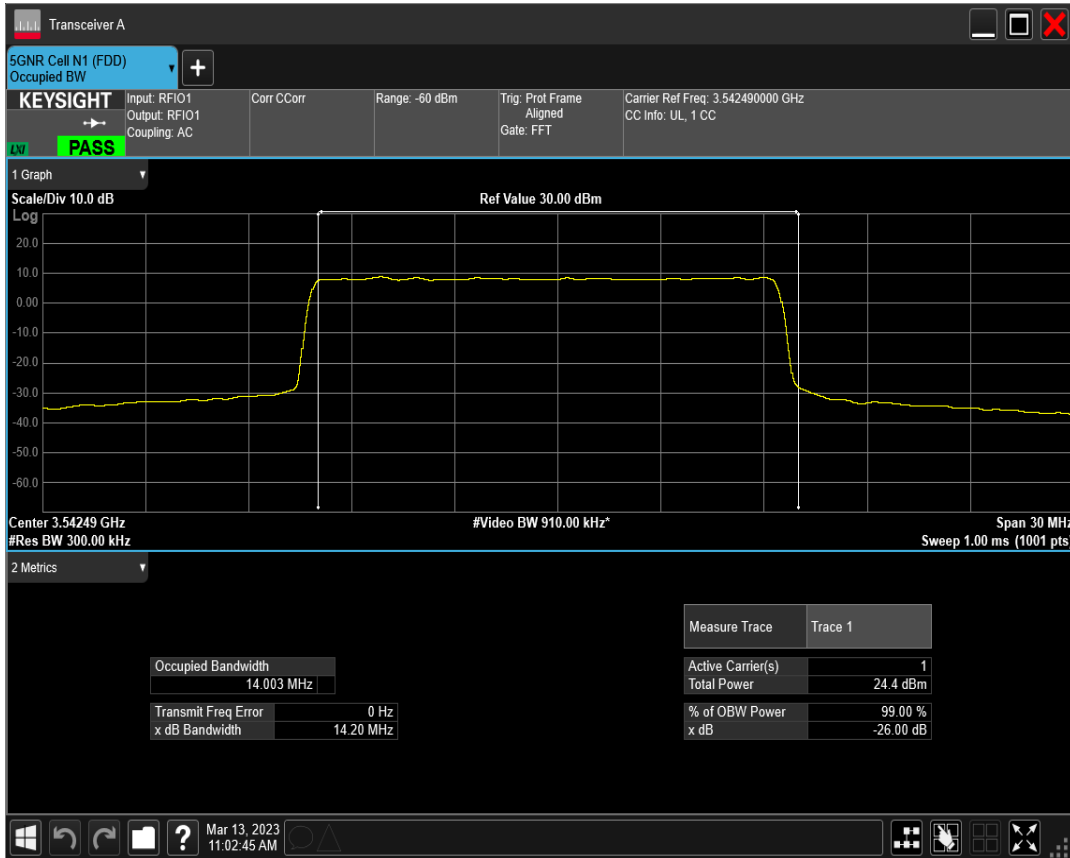 Transceiver A
5GNR Cell N1 (FDD)
Occupied BW
+
KEYSIGHT
LXI
PASS
Input: RFIO1
Output: RFIO1
Coupling: AC
Corr CCorr
Range: -60 dBm
Trig: Prot Frame
Aligned
Gate: FFT
Carrier Ref Freq: 3.542490000 GHz
CC Info: UL, 1 CC
1 Graph
Scale/Div 10.0 dB
Ref Value 30.00 dBm
Log
20.0
10.0
0.00
-10.0
-20.0
-30.0
-40.0
-50.0
-60.0
Center 3.54249 GHz
#Video BW 910.00 kHz*
Span 30 MHz
#Res BW 300.00 kHz
Sweep 1.00 ms (1001 pts)
2 Metrics
Measure Trace Trace 1
Occupied Bandwidth
14.003 MHz
Active Carrier(s) 1
Total Power 24.4 dBm
Transmit Freq Error 0 Hz
x dB Bandwidth 14.20 MHz
% of OBW Power 99.00 %
x dB -26.00 dB
?
Mar 13, 2023
11:02:45 AM